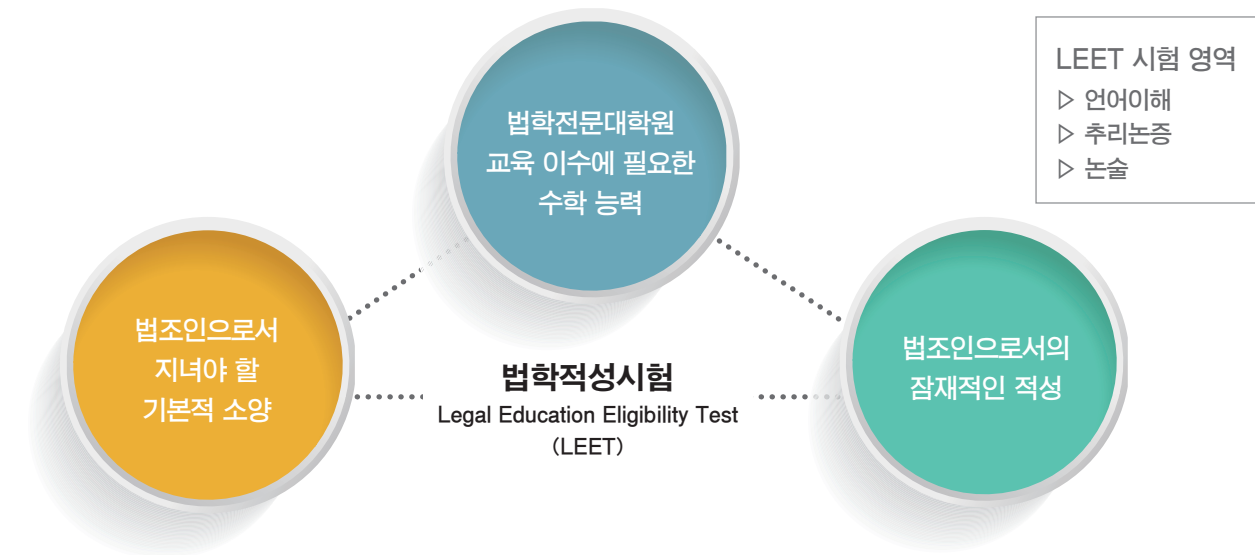 LEET 시험 영역
▷ 언어이해
▷ 추리논증
▷ 논술
법학전문대학원
교육 이수에 필요한
수학 능력
법조인으로서
지녀야 할
기본적 소양
법조인으로서의
잠재적인 적성
법학적성시험
Legal Education Eligibility Test
(LEET)